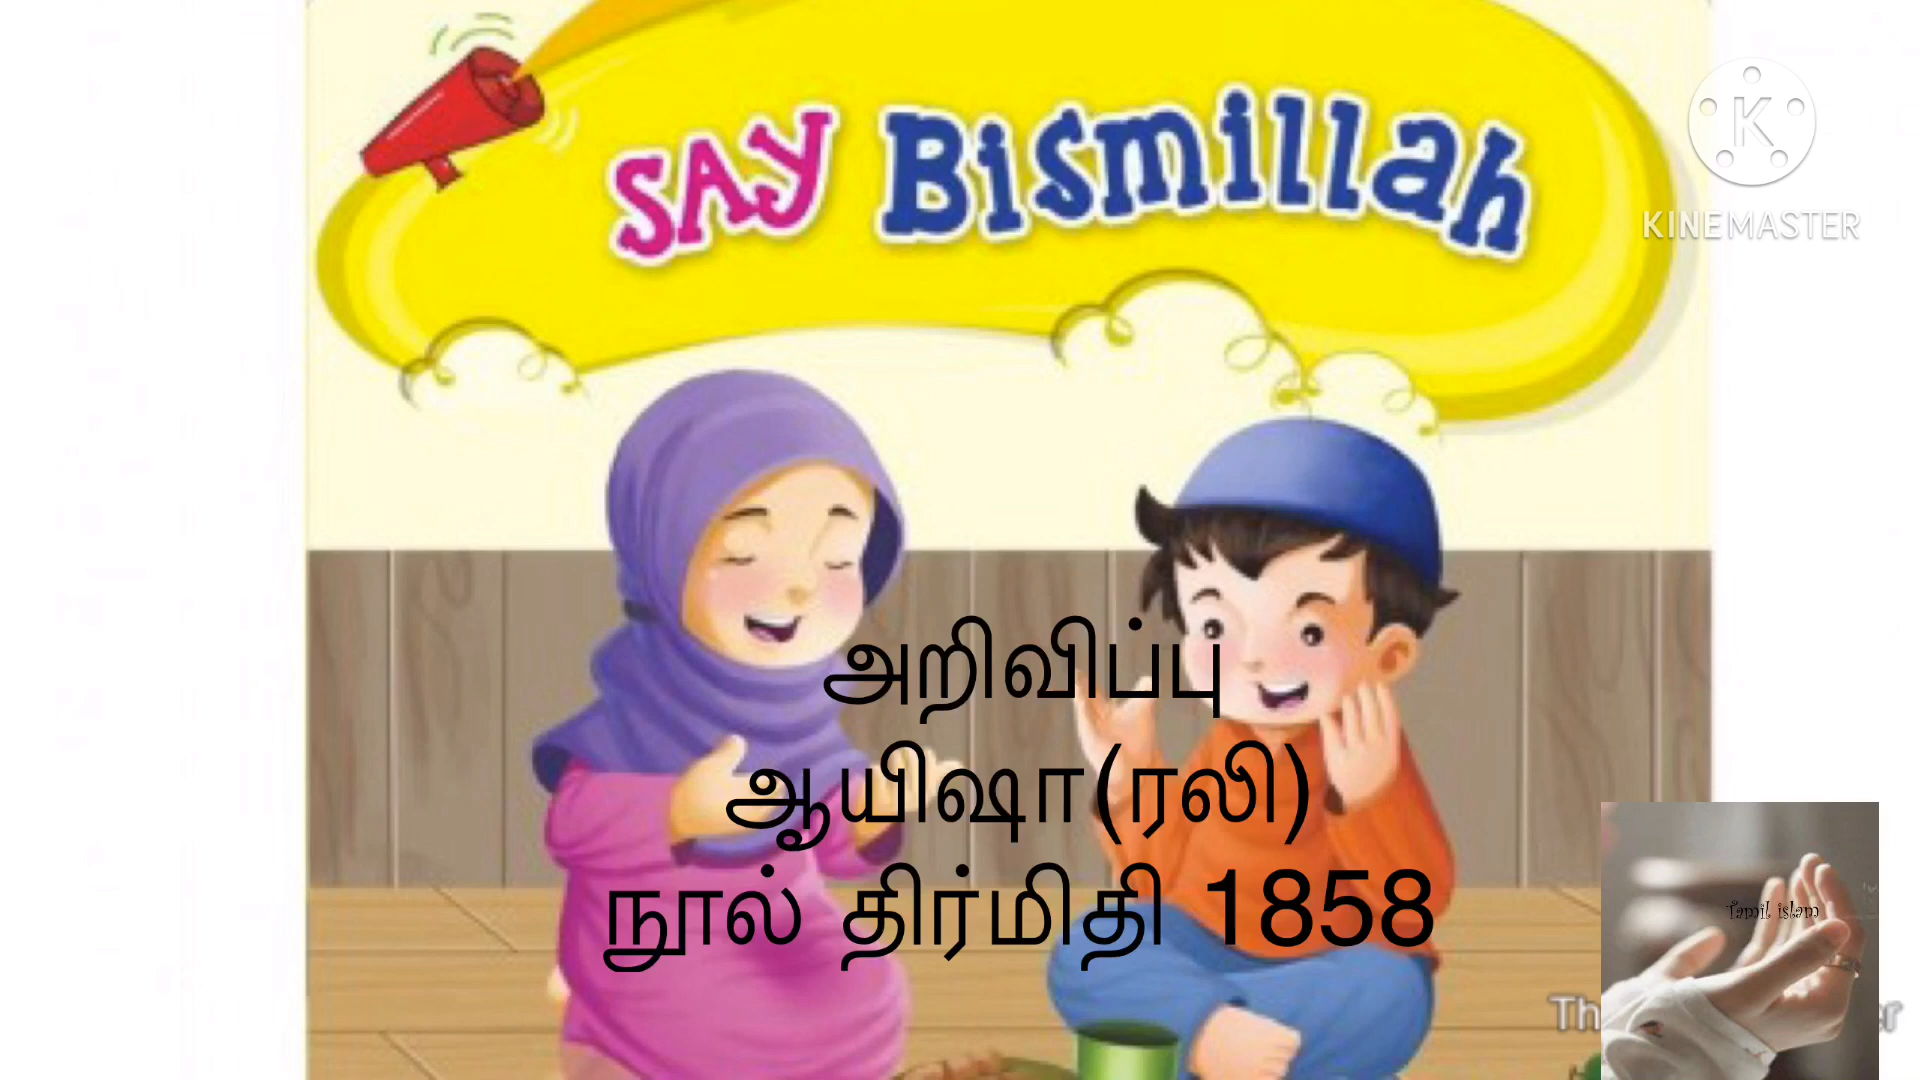 SAY Bismillah
KINEMASTER
அறிவிப்பு
ஆயிஷா(ரலி)
நூல் திர்மிதி 1858
Tamil islam